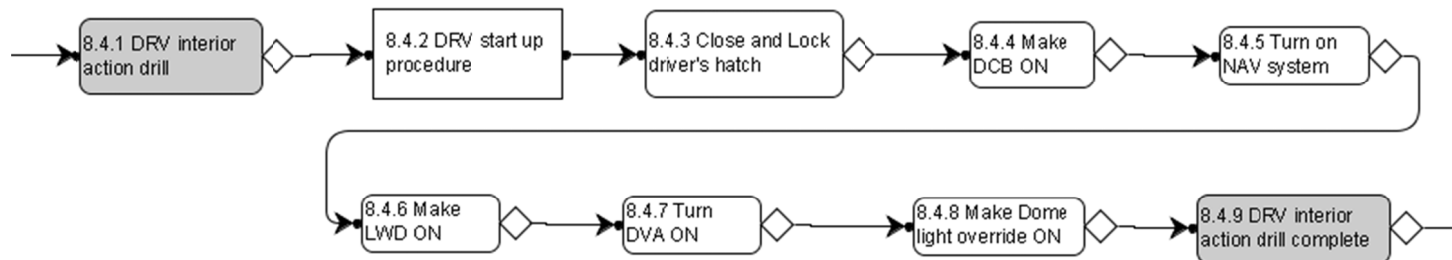 8.4.1 DRV interior
action drill
8.4.2 DRV start up
procedure
8.4.3 Close and Lock
driver's hatch
8.4.4 Make
DCB ON
8.4.5 Turn on
NAV system
8.4.6 Make
LWD ON
8.4.7 Turn
DVA ON
8.4.8 Make Dome
light override ON
8.4.9 DRV interior
action drill complete